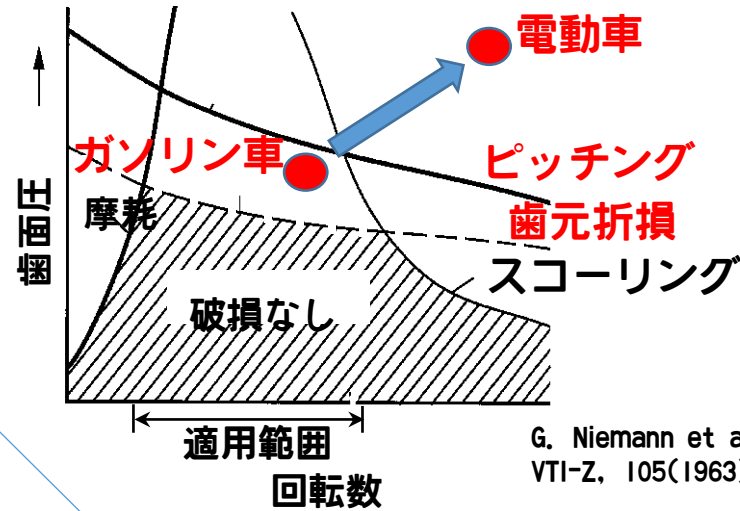 電動車
ガソリン車
ピッチング
摩耗
歯元折損
歯面圧
スコーリング
破損なし
適用範囲
回転数
G. Niemann et a
VTI-Z, 105(1963)